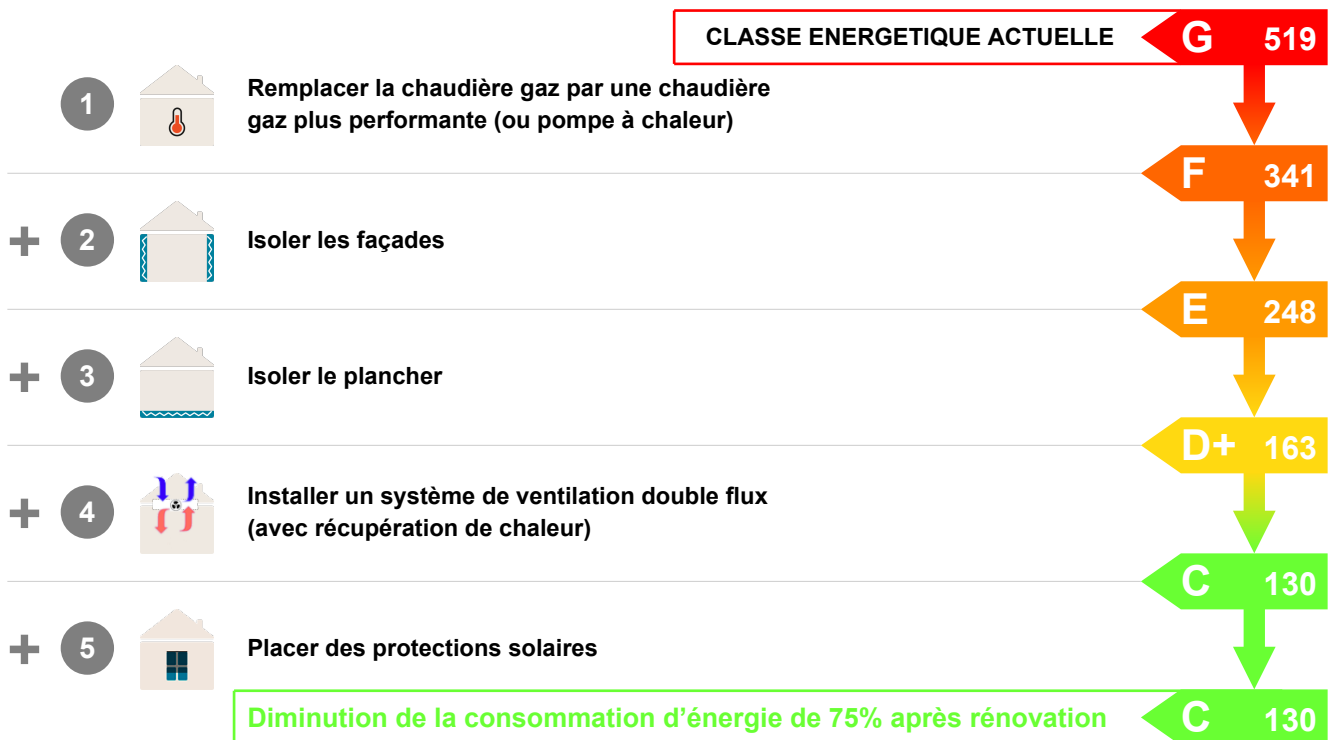 CLASSE ENERGETIQUE ACTUELLE G 519
1 Remplacer la chaudière gaz par une chaudière
gaz plus performante (ou pompe à chaleur)
F 341
+ 2 Isoler les façades
E 248
+ 3 Isoler le plancher
D+ 163
+ 4 Installer un système de ventilation double flux
(avec récupération de chaleur)
C 130
+ 5 Placer des protections solaires
Diminution de la consommation d’énergie de 75% après rénovation C 130